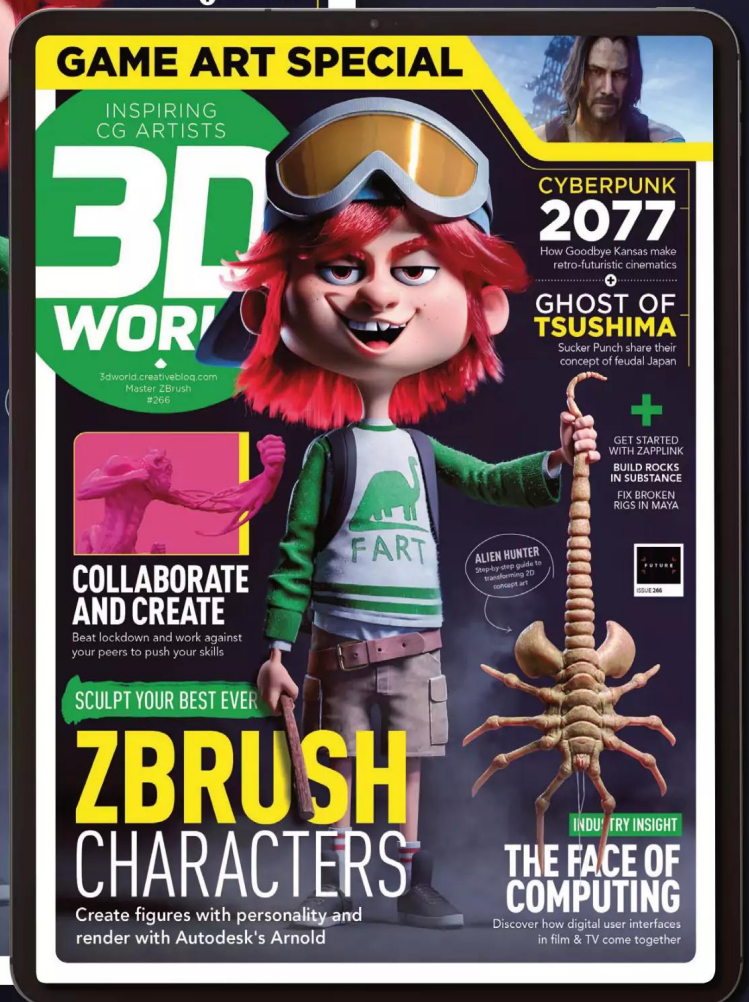 GAME ART SPECIAL
INSPIRING
CG ARTISTS
3D
WORL
3dworld.creativebloq.com
Master ZBrush
#266
CYBERPUNK
2077
How Goodbye Kansas make
retro-futuristic cinematics
+
GHOST OF
TSUSHIMA
Sucker Punch share their
concept of feudal Japan
+
GET STARTED
WITH ZAPPLINK
BUILD ROCKS
IN SUBSTANCE
FIX BROKEN
RIGS IN MAYA
FUTURE
ISSUE 266
FART
ALIEN HUNTER
Step-by-step guide to
transforming 2D
concept art
COLLABORATE
AND CREATE
Beat lockdown and work against
your peers to push your skills
SCULPT YOUR BEST EVER
ZBRUSH
CHARACTERS
Create figures with personality and
render with Autodesk's Arnold
INDUSTRY INSIGHT
THE FACE OF
COMPUTING
Discover how digital user interfaces
in film & TV come together